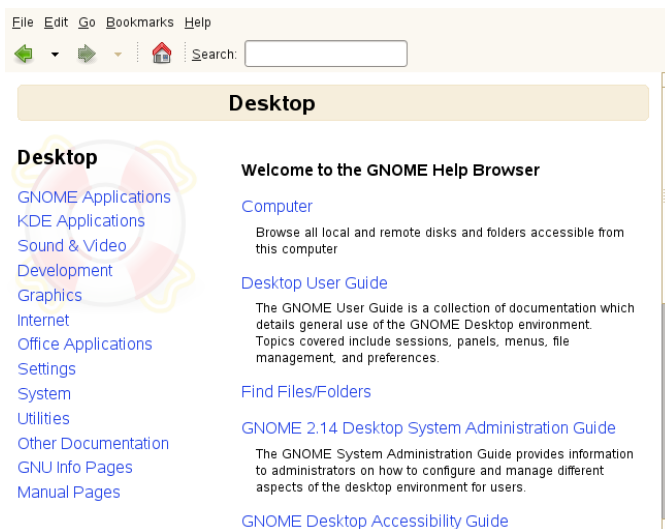 File Edit Go Bookmarks Help
Search:
Desktop
Desktop
GNOME Applications
KDE Applications
Sound & Video
Development
Graphics
Internet
Office Applications
Settings
System
Utilities
Other Documentation
GNU Info Pages
Manual Pages
Welcome to the GNOME Help Browser
Computer
Browse all local and remote disks and folders accessible from
this computer
Desktop User Guide
The GNOME User Guide is a collection of documentation which
details general use of the GNOME Desktop environment.
Topics covered include sessions, panels, menus, file
management, and preferences.
Find Files/Folders
GNOME 2.14 Desktop System Administration Guide
The GNOME System Administration Guide provides information
to administrators on how to configure and manage different
aspects of the desktop environment for users.
GNOME Desktop Accessibility Guide